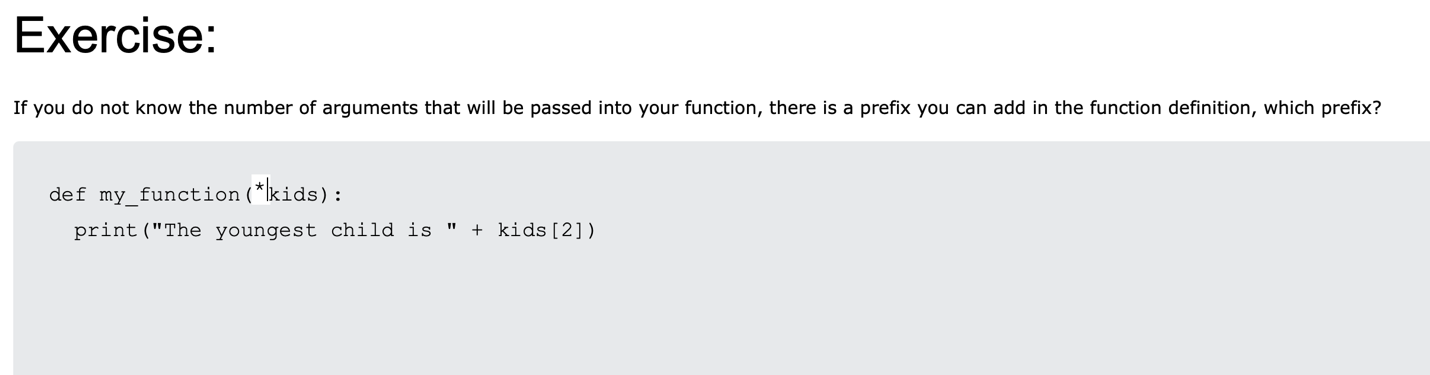 Exercise:
If you do not know the number of arguments that will be passed into your function, there is a prefix you can add in the function definition, which prefix?
def my_function(*kids):
  print("The youngest child is " + kids[2])